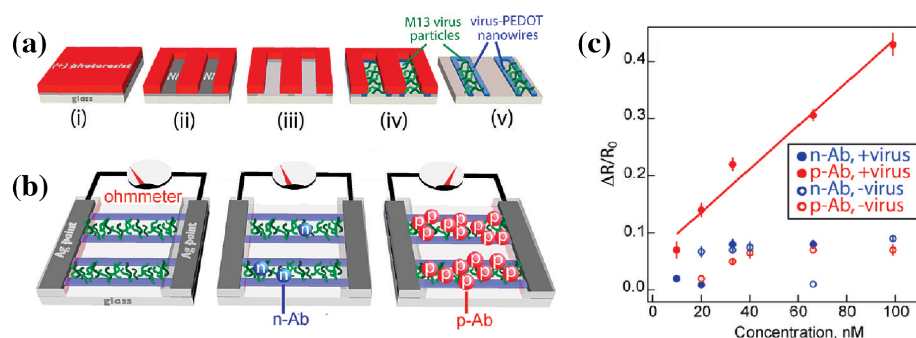 (a)
M13 virus
particles
virus-PEDOT
nanowires
(+) photoresist
glass
Ni
Ni
(i)
(ii)
(iii)
(iv)
(v)
(b)
ohmmeter
Ag paint
Ag paint
glass
n
n
n
n-Ab
p p p p p p p p
p p p p p p p p
p-Ab
(c)
ΔR/R0
0.4
0.3
0.2
0.1
0.0
n-Ab, +virus
p-Ab, +virus
n-Ab, -virus
p-Ab, -virus
0
20
40
60
80
100
Concentration, nM